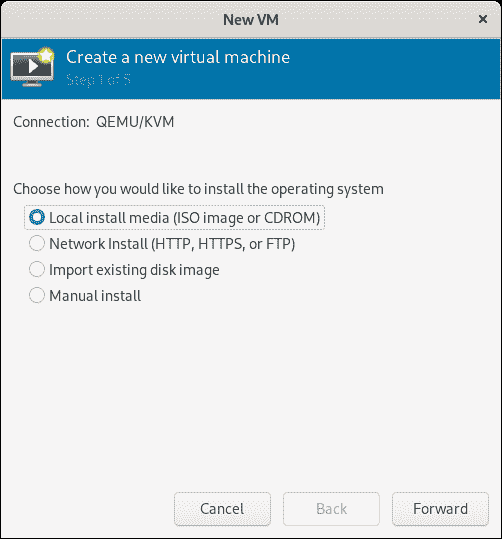 New VM
Create a new virtual machine
Step 1 of 5
Connection: QEMU/KVM
Choose how you would like to install the operating system
Local install media (ISO image or CDROM)
Network Install (HTTP, HTTPS, or FTP)
Import existing disk image
Manual install
Cancel Back Forward